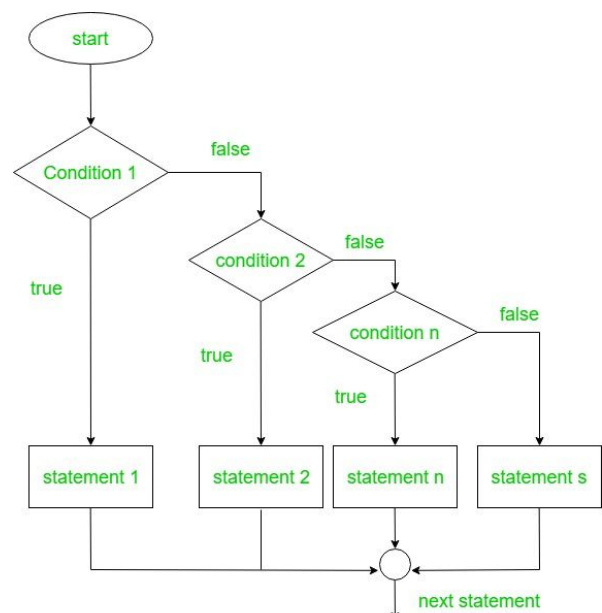 start
Condition 1
false
condition 2
false
true
condition n
false
true
true
statement 1
statement 2
statement n
statement s
next statement